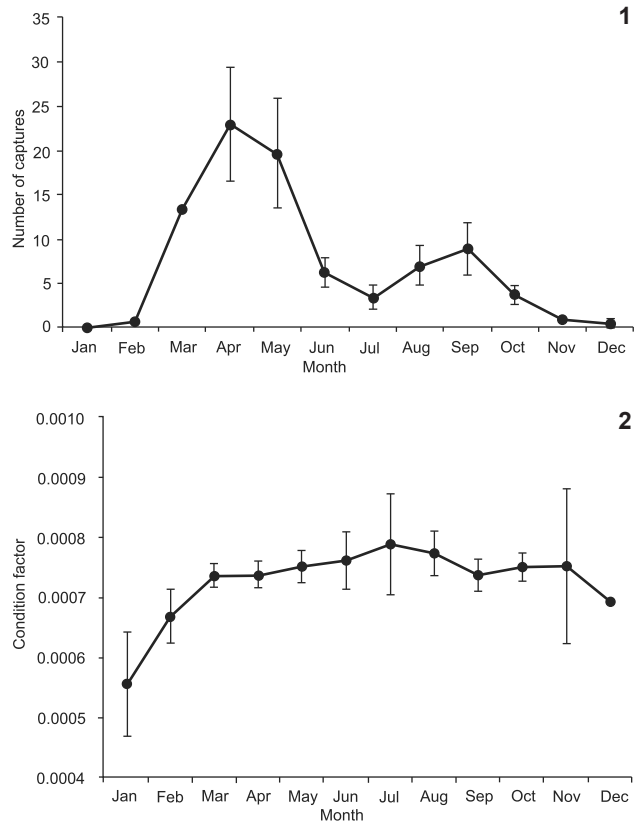 1
35
30
25
20
15
10
5
0
Number of captures
Jan Feb Mar Apr May Jun Jul Aug Sep Oct Nov Dec
Month
2
0.0010
0.0009
0.0008
0.0007
0.0006
0.0005
0.0004
Condition factor
Jan Feb Mar Apr May Jun Jul Aug Sep Oct Nov Dec
Month